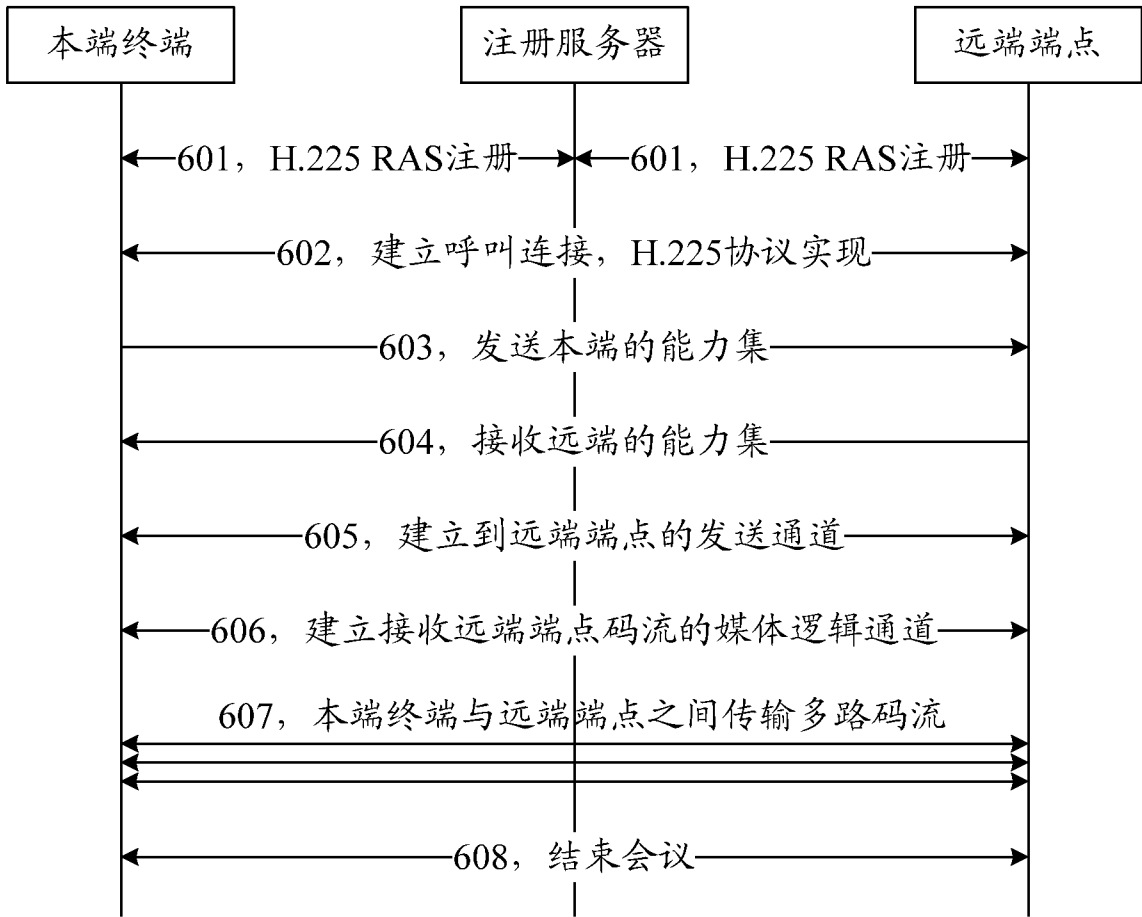 本端终端
注册服务器
远端端点
601，H.225 RAS注册
601，H.225 RAS注册
602，建立呼叫连接，H.225协议实现
603，发送本端的能力集
604，接收远端的能力集
605，建立到远端端点的发送通道
606，建立接收远端端点码流的媒体逻辑通道
607，本端终端与远端端点之间传输多路码流
608，结束会议